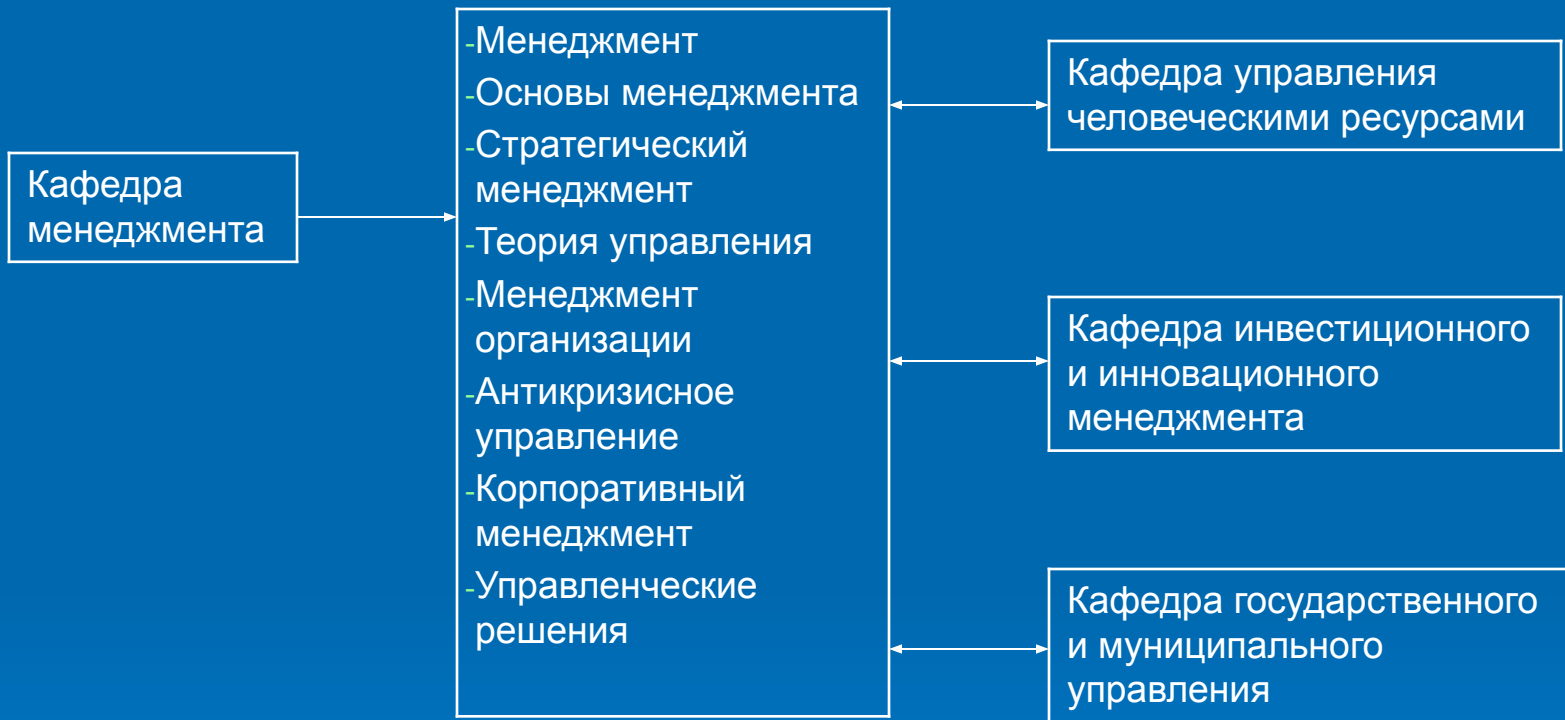 Кафедра
менеджмента
-Менеджмент
-Основы менеджмента
-Стратегический
менеджмент
-Теория управления
-Менеджмент
организации
-Антикризисное
управление
-Корпоративный
менеджмент
-Управленческие
решения
Кафедра управления
человеческими ресурсами
Кафедра инвестиционного
и инновационного
менеджмента
Кафедра государственного
и муниципального
управления